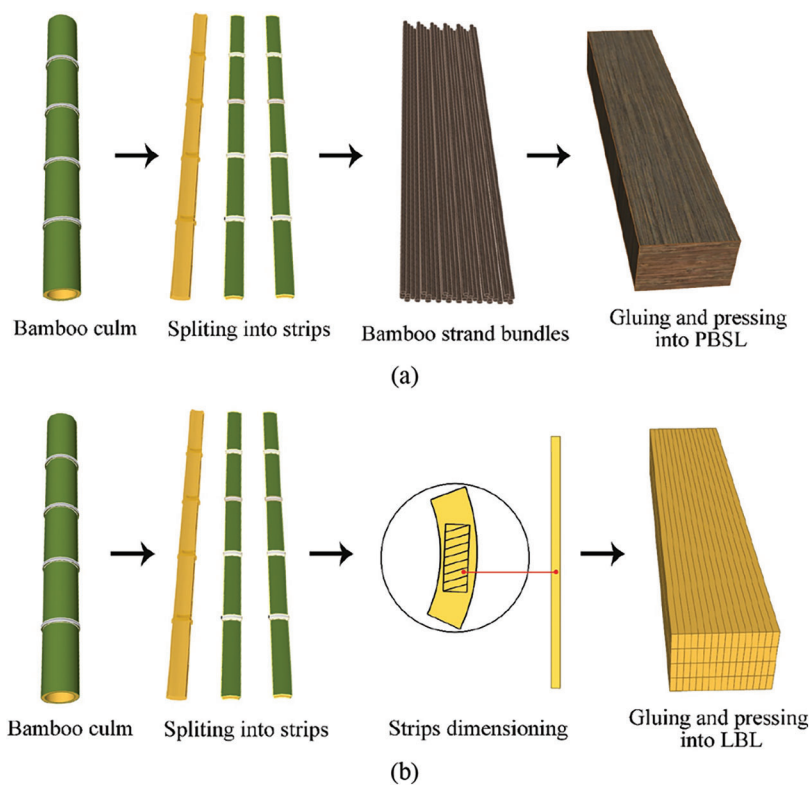 Bamboo culm
Spliting into strips
Bamboo strand bundles
Gluing and pressing
into PBSL
(a)
Bamboo culm
Spliting into strips
Strips dimensioning
Gluing and pressing
into LBL
(b)